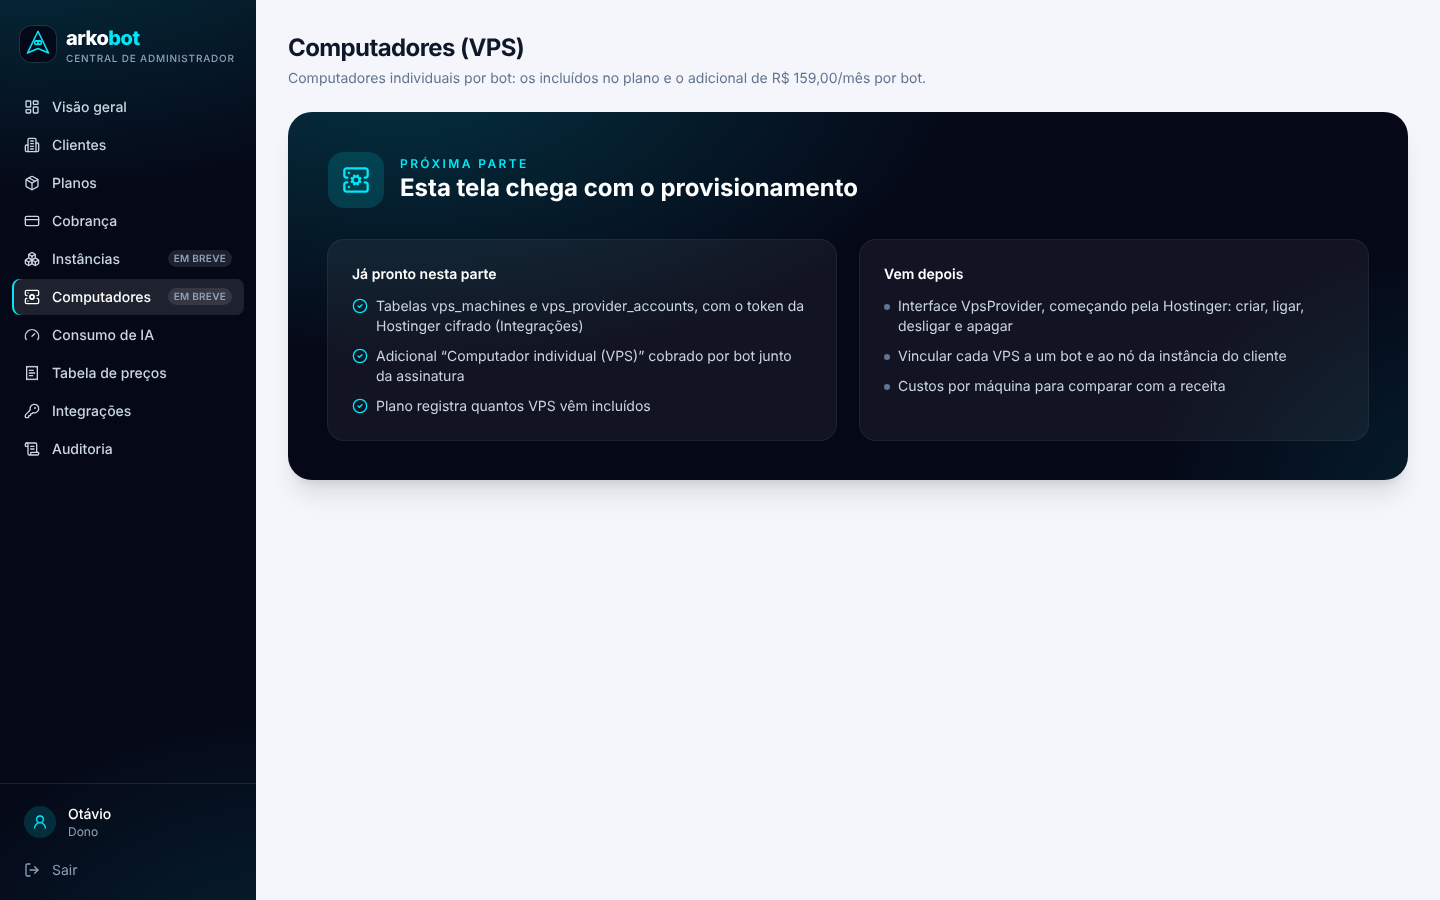 arkobot
CENTRAL DE ADMINISTRADOR
Visão geral
Clientes
Planos
Cobrança
Instâncias EM BREVE
Computadores EM BREVE
Consumo de IA
Tabela de preços
Integrações
Auditoria
Otávio
Dono
Sair
Computadores (VPS)
Computadores individuais por bot: os incluídos no plano e o adicional de R$ 159,00/mês por bot.
PRÓXIMA PARTE
Esta tela chega com o provisionamento
Já pronto nesta parte
Tabelas vps_machines e vps_provider_accounts, com o token da
Hostinger cifrado (Integrações)
Adicional “Computador individual (VPS)” cobrado por bot junto
da assinatura
Plano registra quantos VPS vêm incluídos
Vem depois
Interface VpsProvider, começando pela Hostinger: criar, ligar,
desligar e apagar
Vincular cada VPS a um bot e ao nó da instância do cliente
Custos por máquina para comparar com a receita